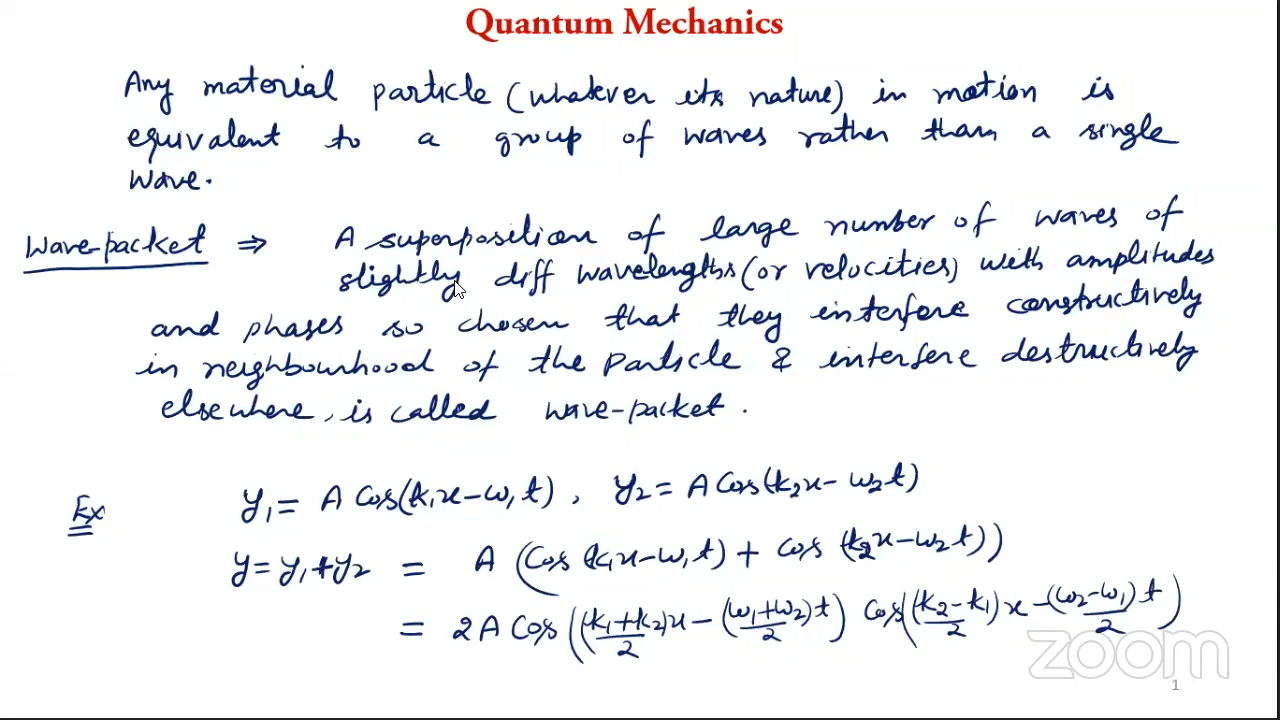 Quantum Mechanics
Any material particle (whatever its nature) in motion is
equivalent to a group of waves rather than a single
wave.
Wave-packet ⇒ A superposition of large number of waves of
slightly diff wavelengths (or velocities) with amplitudes
and phases so chosen that they interfere constructively
in neighbourhood of the particle & interfere destructively
elsewhere, is called wave-packet.
Ex y₁ = A Cos(k₁x-ω₁t), y₂ = A Cos(k₂x-ω₂t)
y = y₁+y₂ = A (Cos(k₁x-ω₁t) + cos (k₂x-ω₂t))
= 2A Cos((k₁+k₂)x/2 - (ω₁+ω₂)t/2) Cos((k₂-k₁)x/2 - (ω₂-ω₁)t/2)
zoom
1